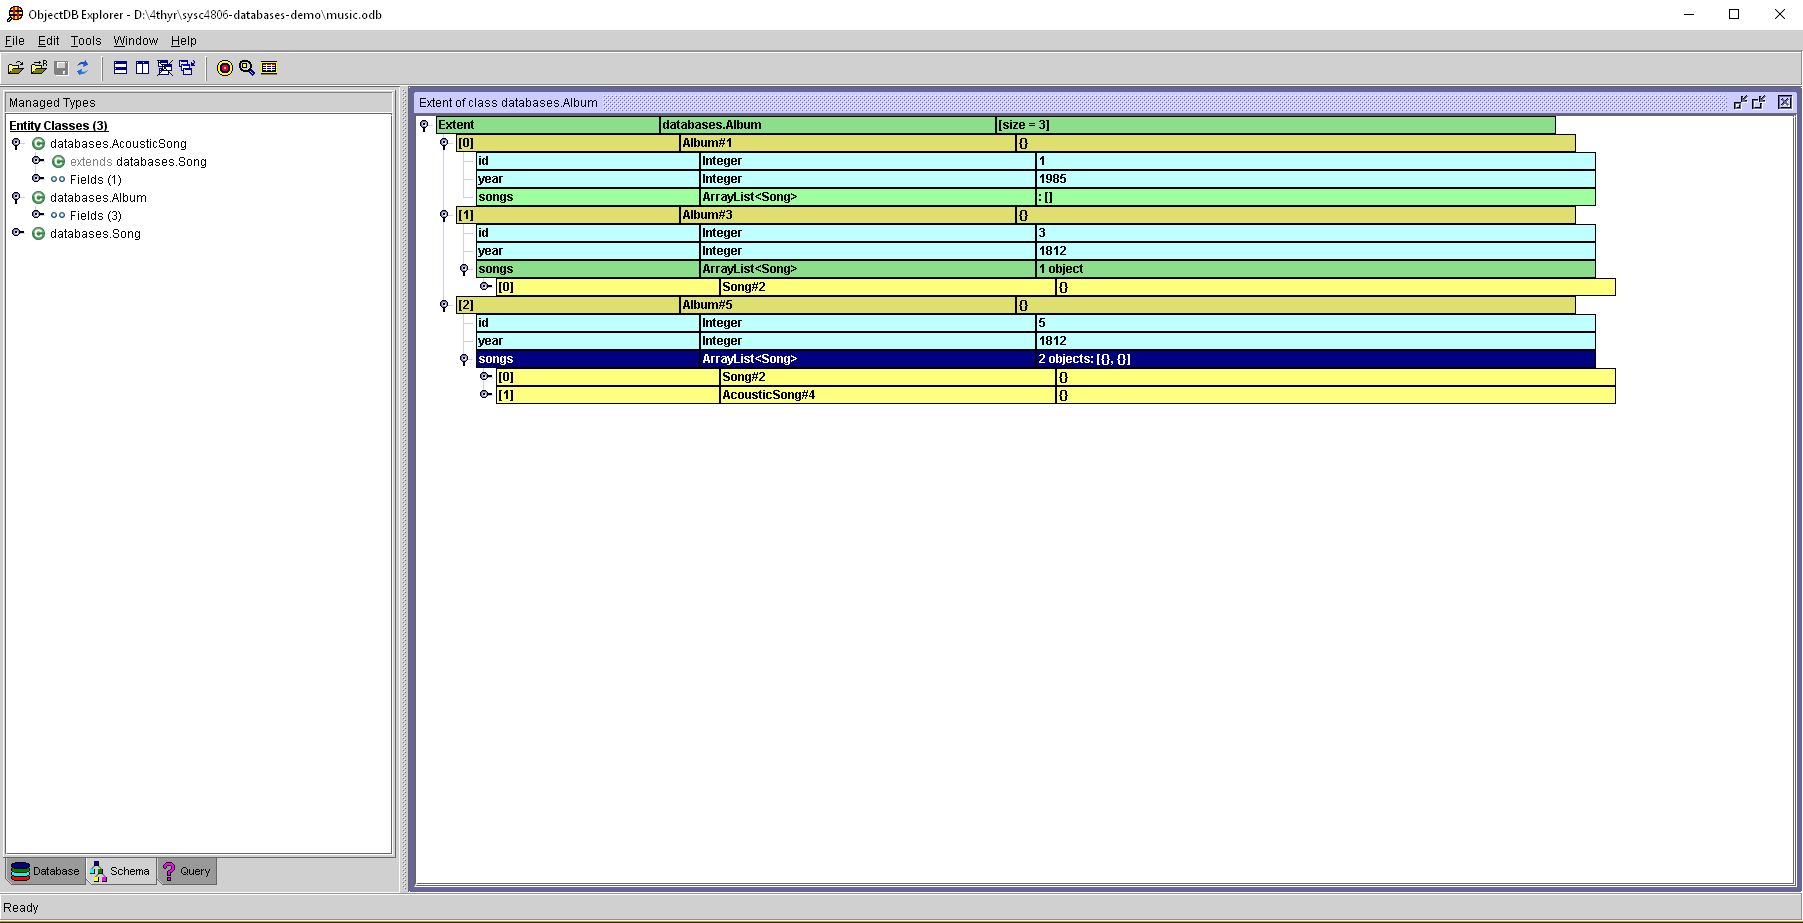 ObjectDB Explorer - D:\4thyr\sysc4806-databases-demo\music.odb
File Edit Tools Window Help
Managed Types
Entity Classes (3)
databases.AcousticSong
extends databases.Song
Fields (1)
databases.Album
Fields (3)
databases.Song
Database Schema Query
Extent of class databases.Album
Extent databases.Album [size = 3]
[0] Album#1 {}
id Integer 1
year Integer 1985
songs ArrayList<Song> : []
[1] Album#3 {}
id Integer 3
year Integer 1812
songs ArrayList<Song> 1 object
[0] Song#2 {}
[2] Album#5 {}
id Integer 5
year Integer 1812
songs ArrayList<Song> 2 objects: [{}, {}]
[0] Song#2 {}
[1] AcousticSong#4 {}
Ready